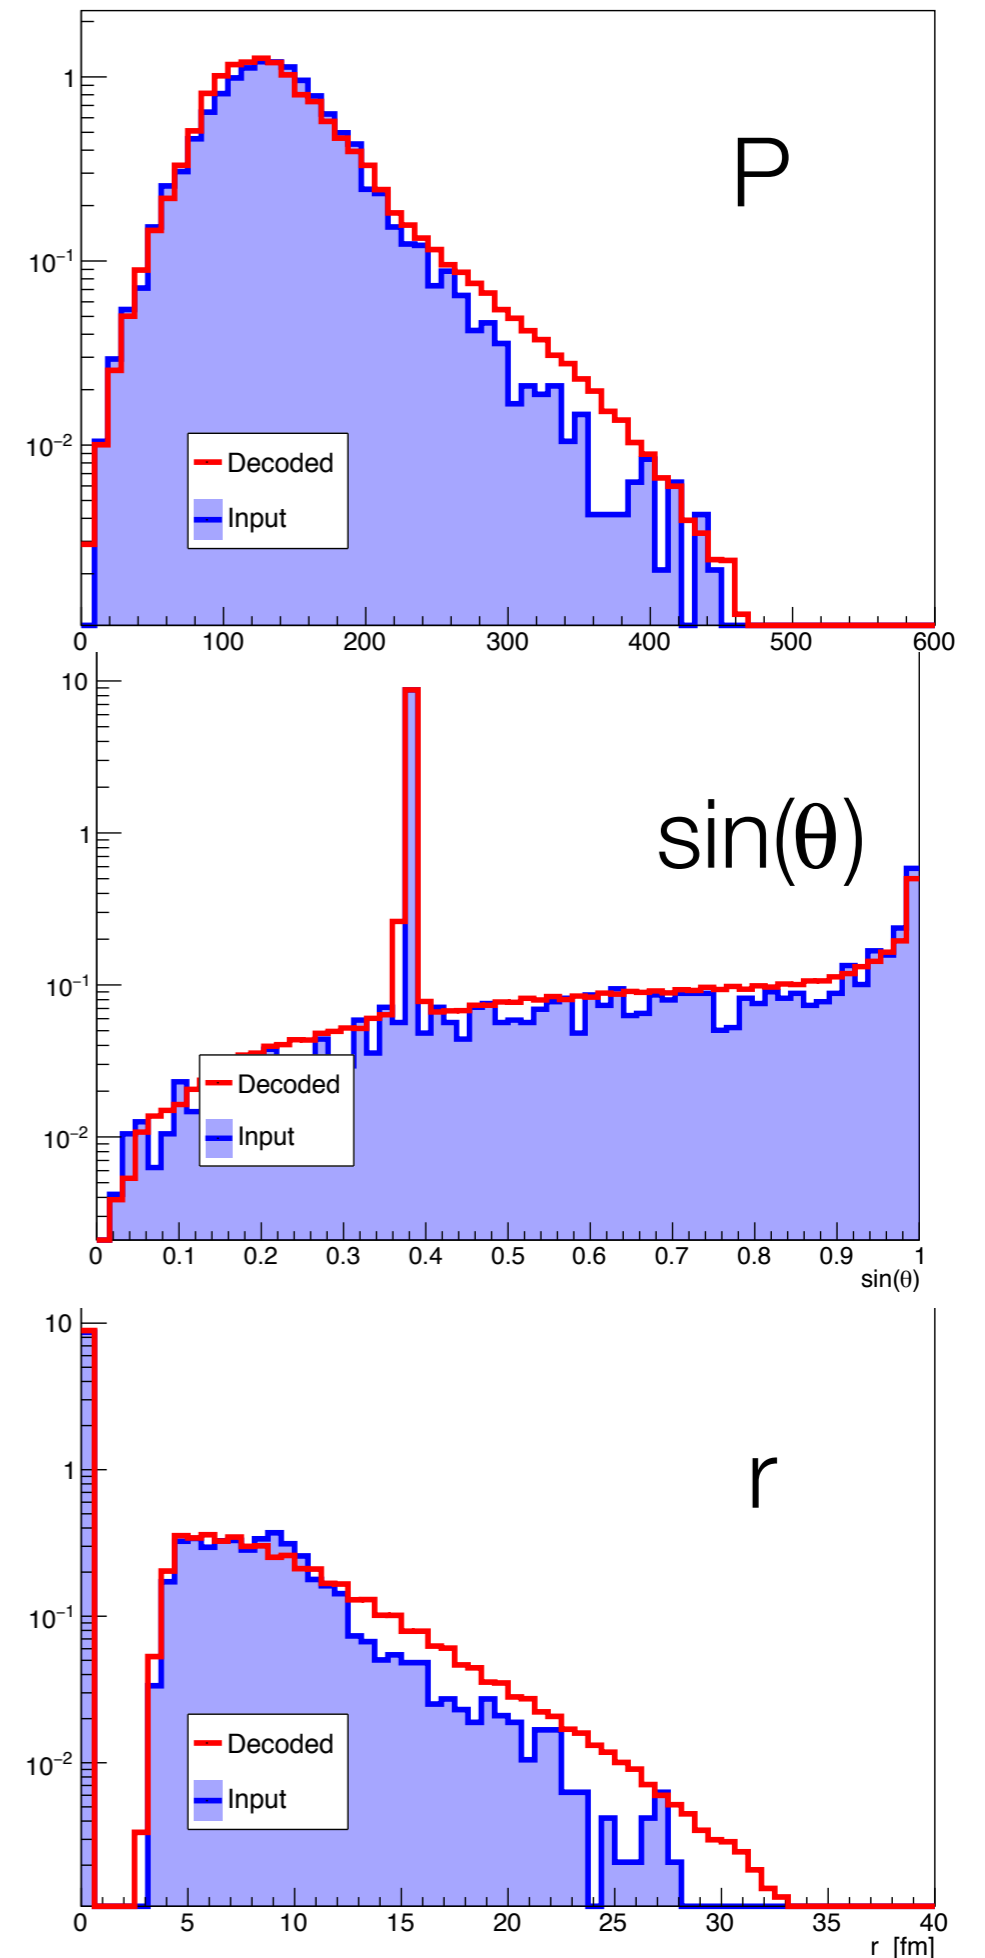 1
P
10⁻¹
10⁻²
Decoded
Input
0 100 200 300 400 500 600
10
1
sin(θ)
10⁻¹
Decoded
10⁻²
Input
0 0.1 0.2 0.3 0.4 0.5 0.6 0.7 0.8 0.9 1
sin(θ)
10
1
r
10⁻¹
Decoded
10⁻²
Input
0 5 10 15 20 25 30 35 40
r [fm]